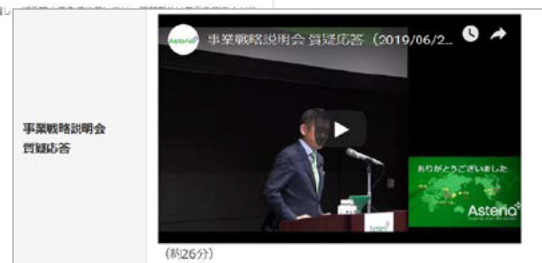 事業戦略説明会 質疑応答（2019/06/2...
事業戦略説明会
質疑応答
ありがとうございました
Asteria
(約26分)